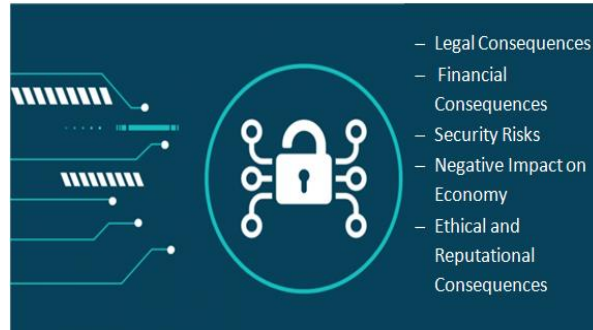 – Legal Consequences
– Financial
Consequences
– Security Risks
– Negative Impact on
Economy
– Ethical and
Reputational
Consequences